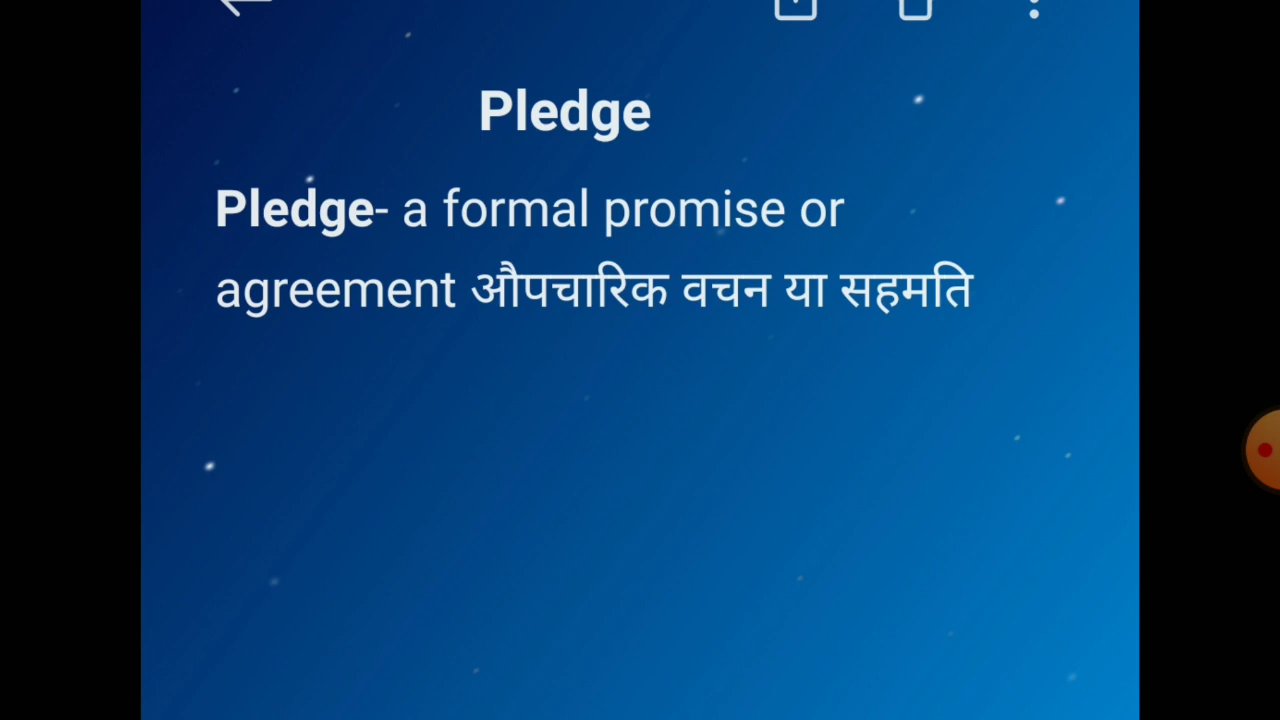 Pledge
Pledge- a formal promise or
agreement औपचारिक वचन या सहमति